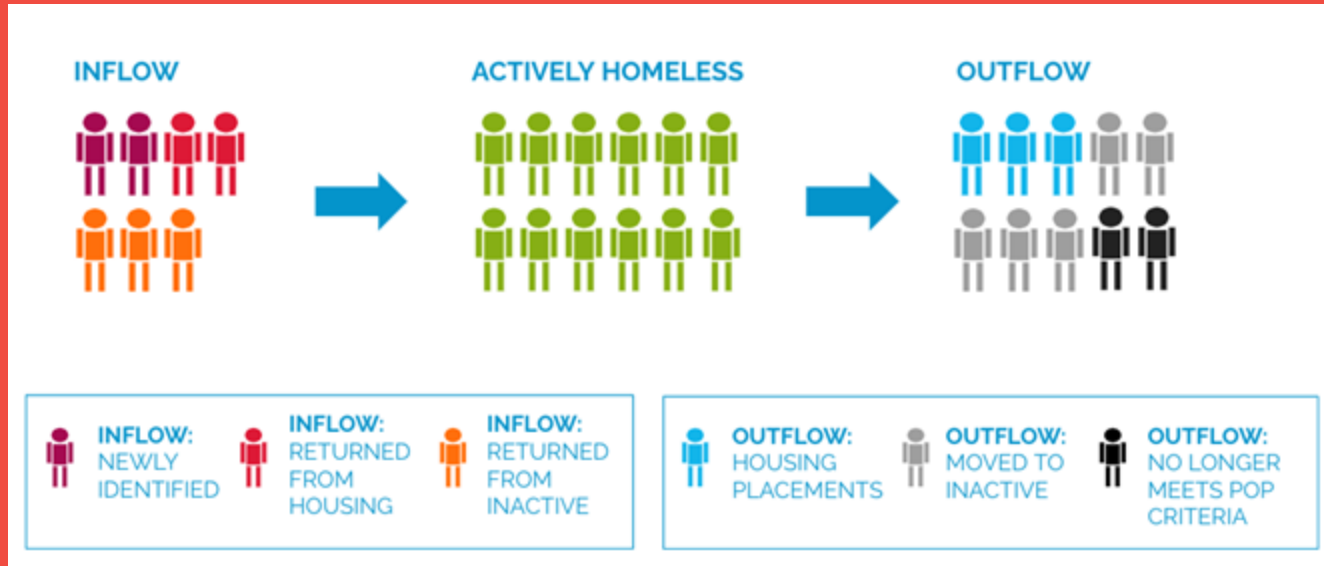 INFLOW
ACTIVELY HOMELESS
OUTFLOW
INFLOW:
NEWLY
IDENTIFIED
INFLOW:
RETURNED
FROM
HOUSING
INFLOW:
RETURNED
FROM
INACTIVE
OUTFLOW:
HOUSING
PLACEMENTS
OUTFLOW:
MOVED TO
INACTIVE
OUTFLOW:
NO LONGER
MEETS POP
CRITERIA